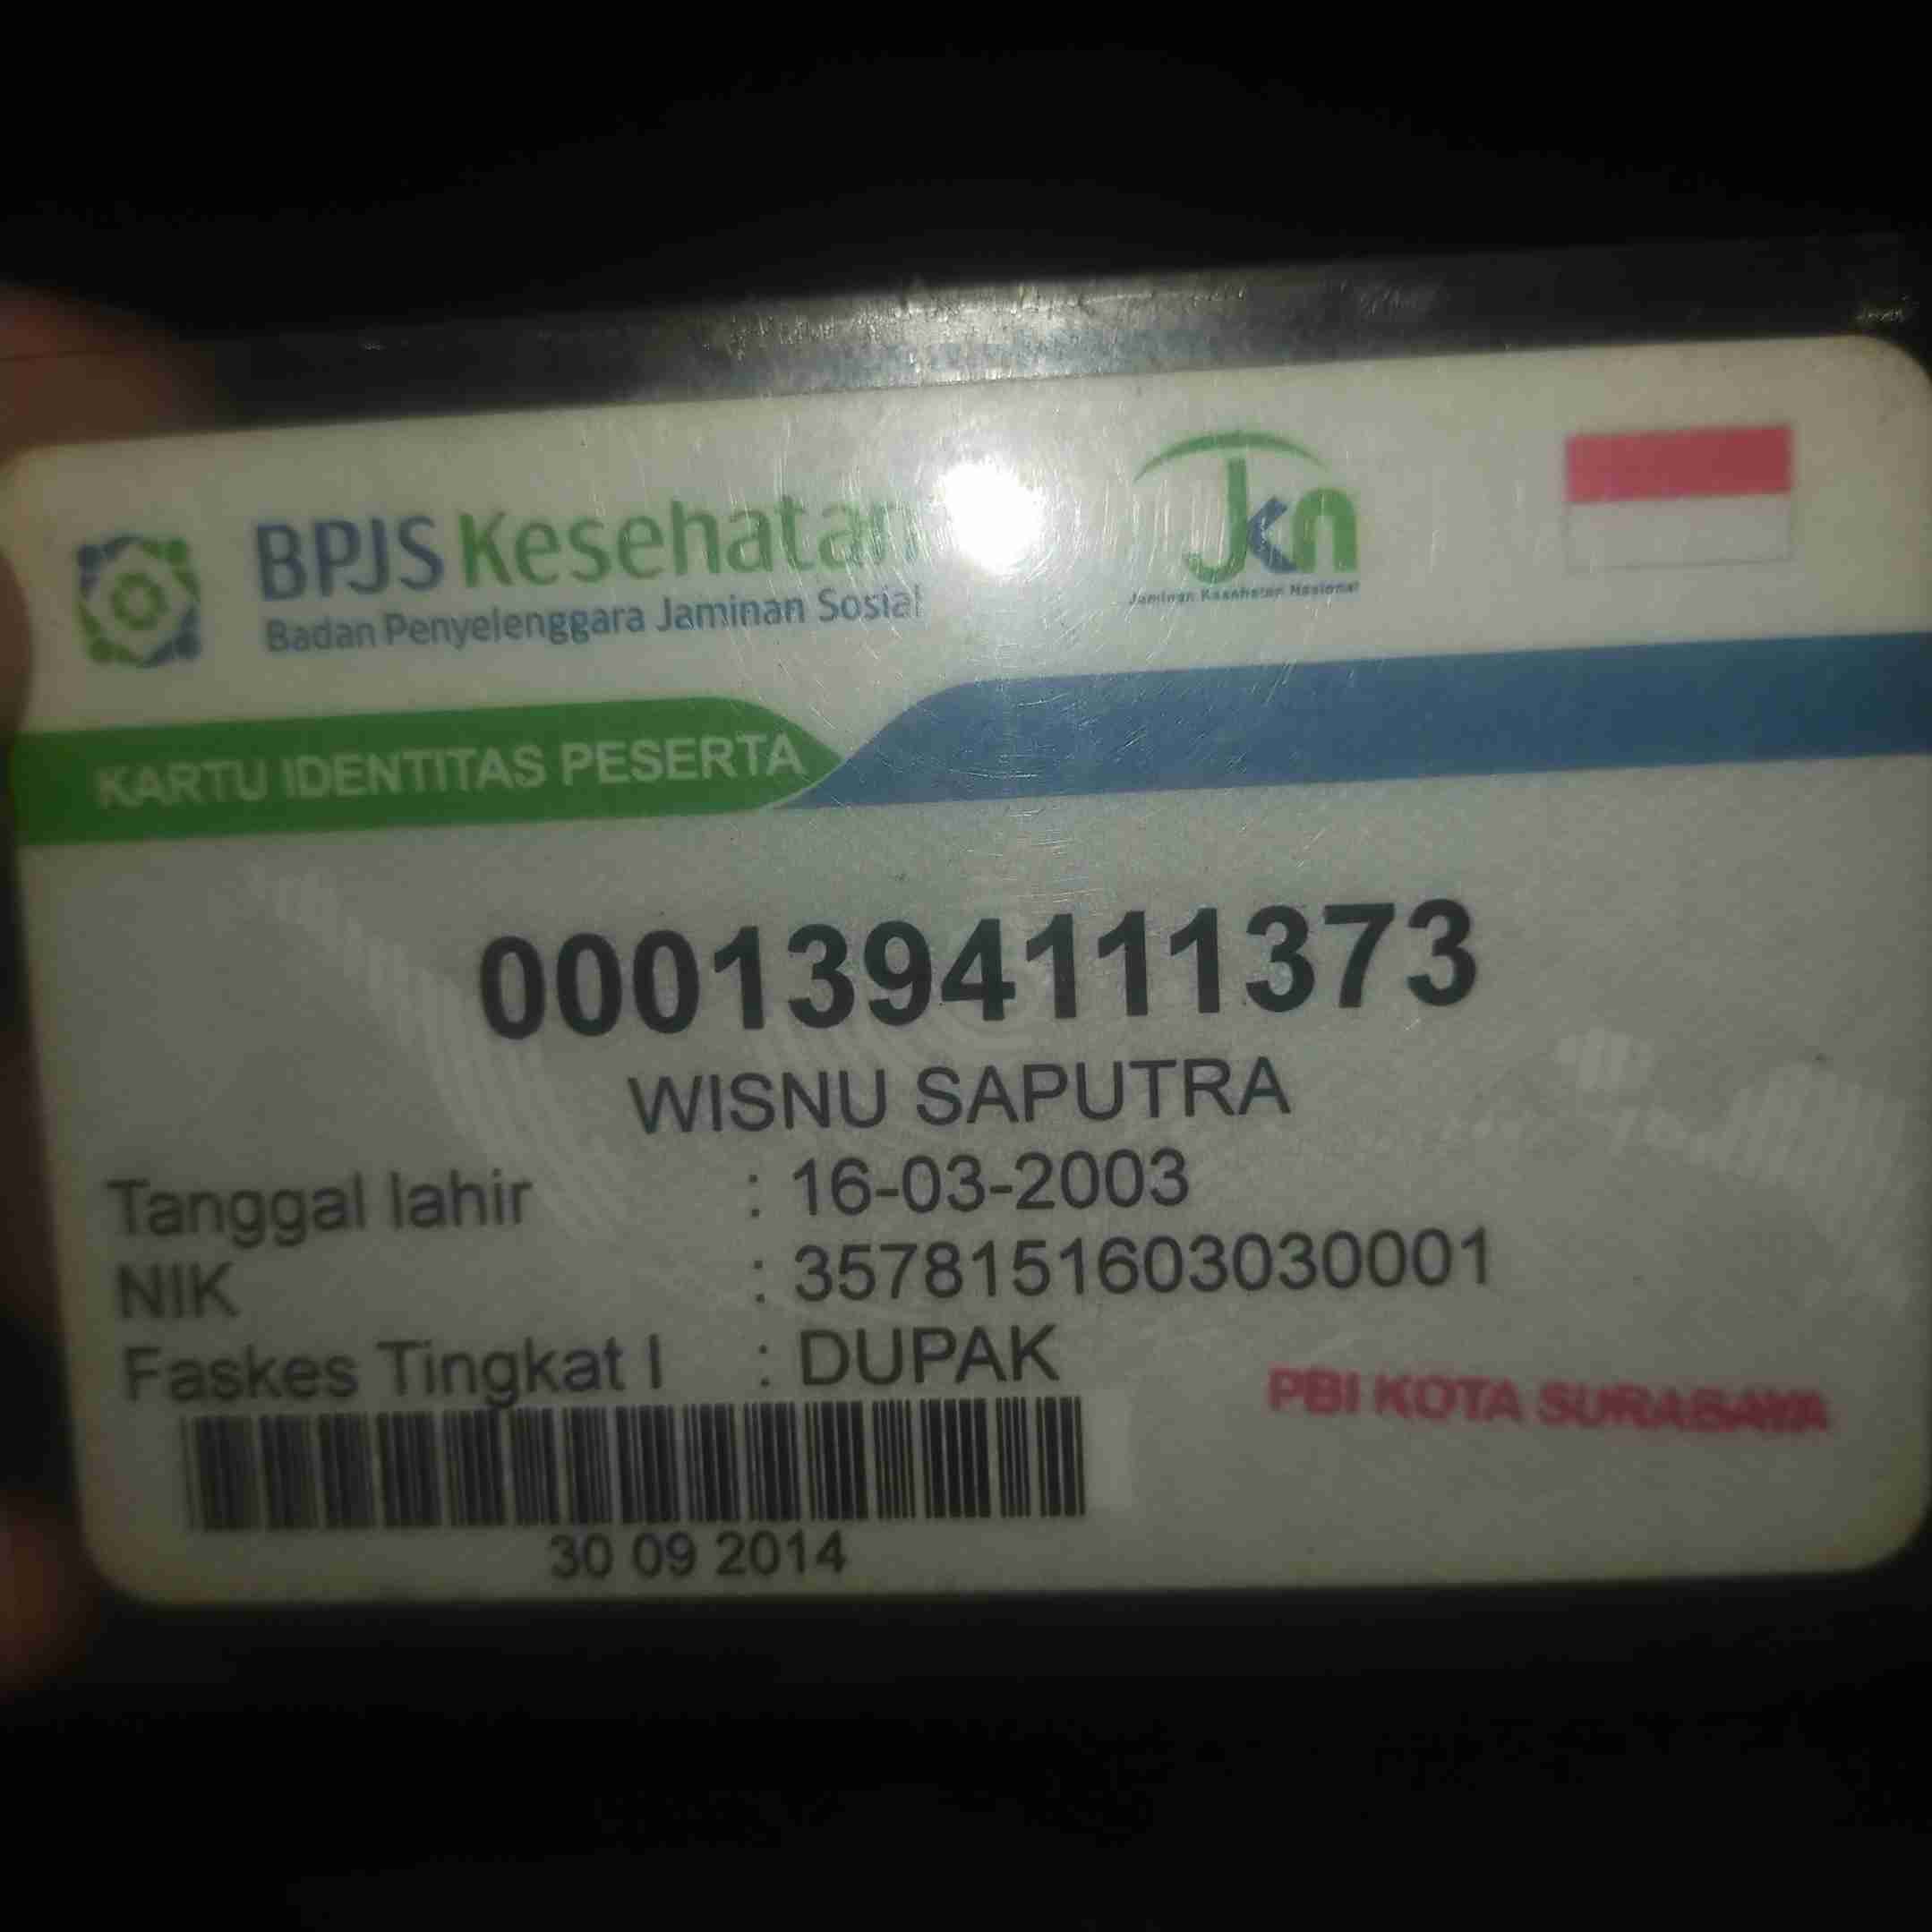 BPJS Kesehatan
Badan Penyelenggara Jaminan Sosial
Jkn
Jaminan Kesehatan Nasional
KARTU IDENTITAS PESERTA
0001394111373
WISNU SAPUTRA
Tanggal lahir : 16-03-2003
NIK : 3578151603030001
Faskes Tingkat I : DUPAK
PBI KOTA SURABAYA
30 09 2014